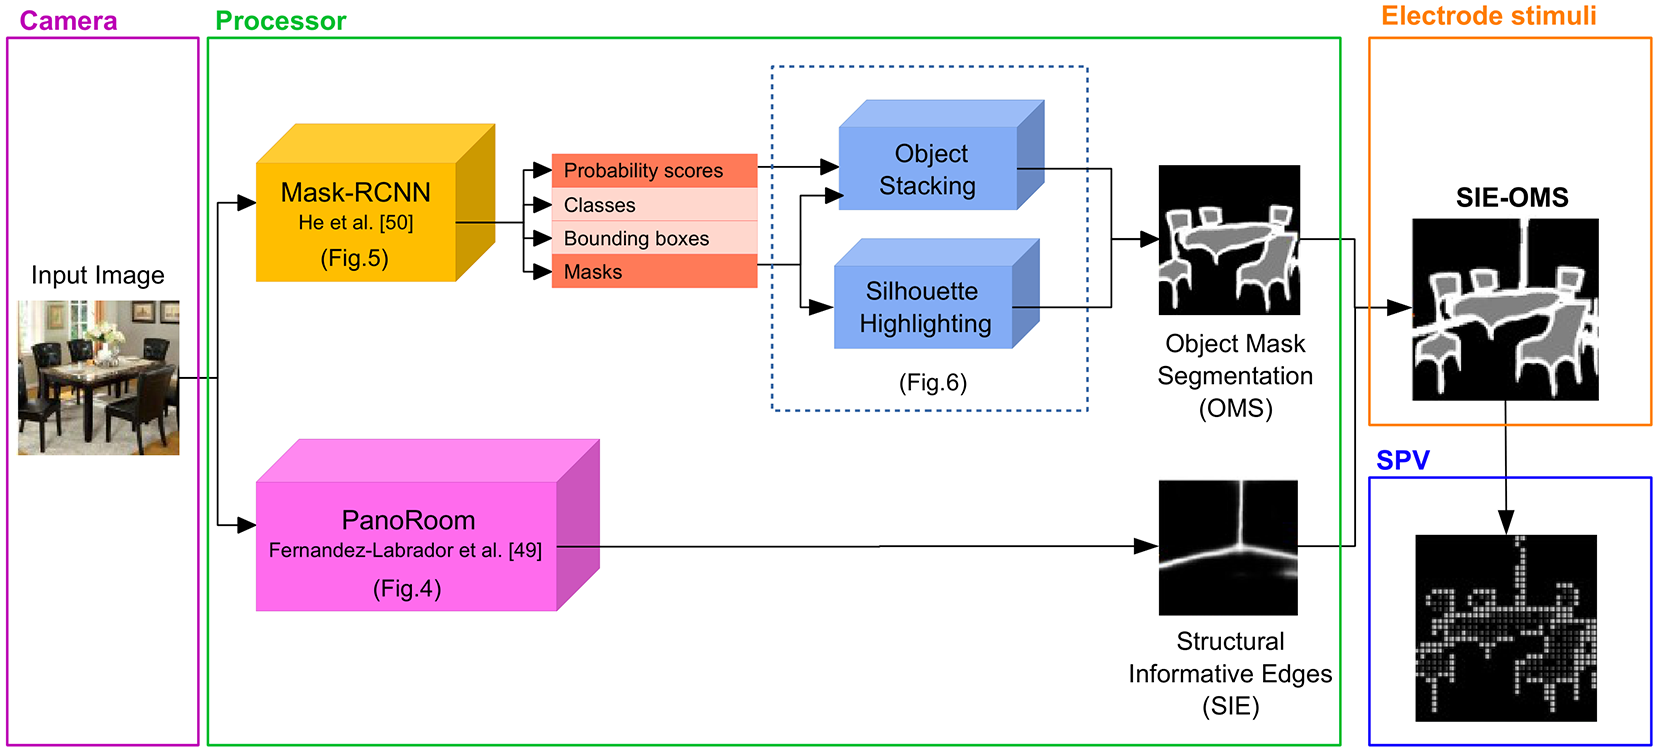 Camera
Processor
Electrode stimuli
Input Image
Mask-RCNN
He et al. [50]
(Fig.5)
Probability scores
Classes
Bounding boxes
Masks
Object
Stacking
Silhouette
Highlighting
(Fig.6)
Object Mask
Segmentation
(OMS)
SIE-OMS
PanoRoom
Fernandez-Labrador et al. [49]
(Fig.4)
Structural
Informative Edges
(SIE)
SPV